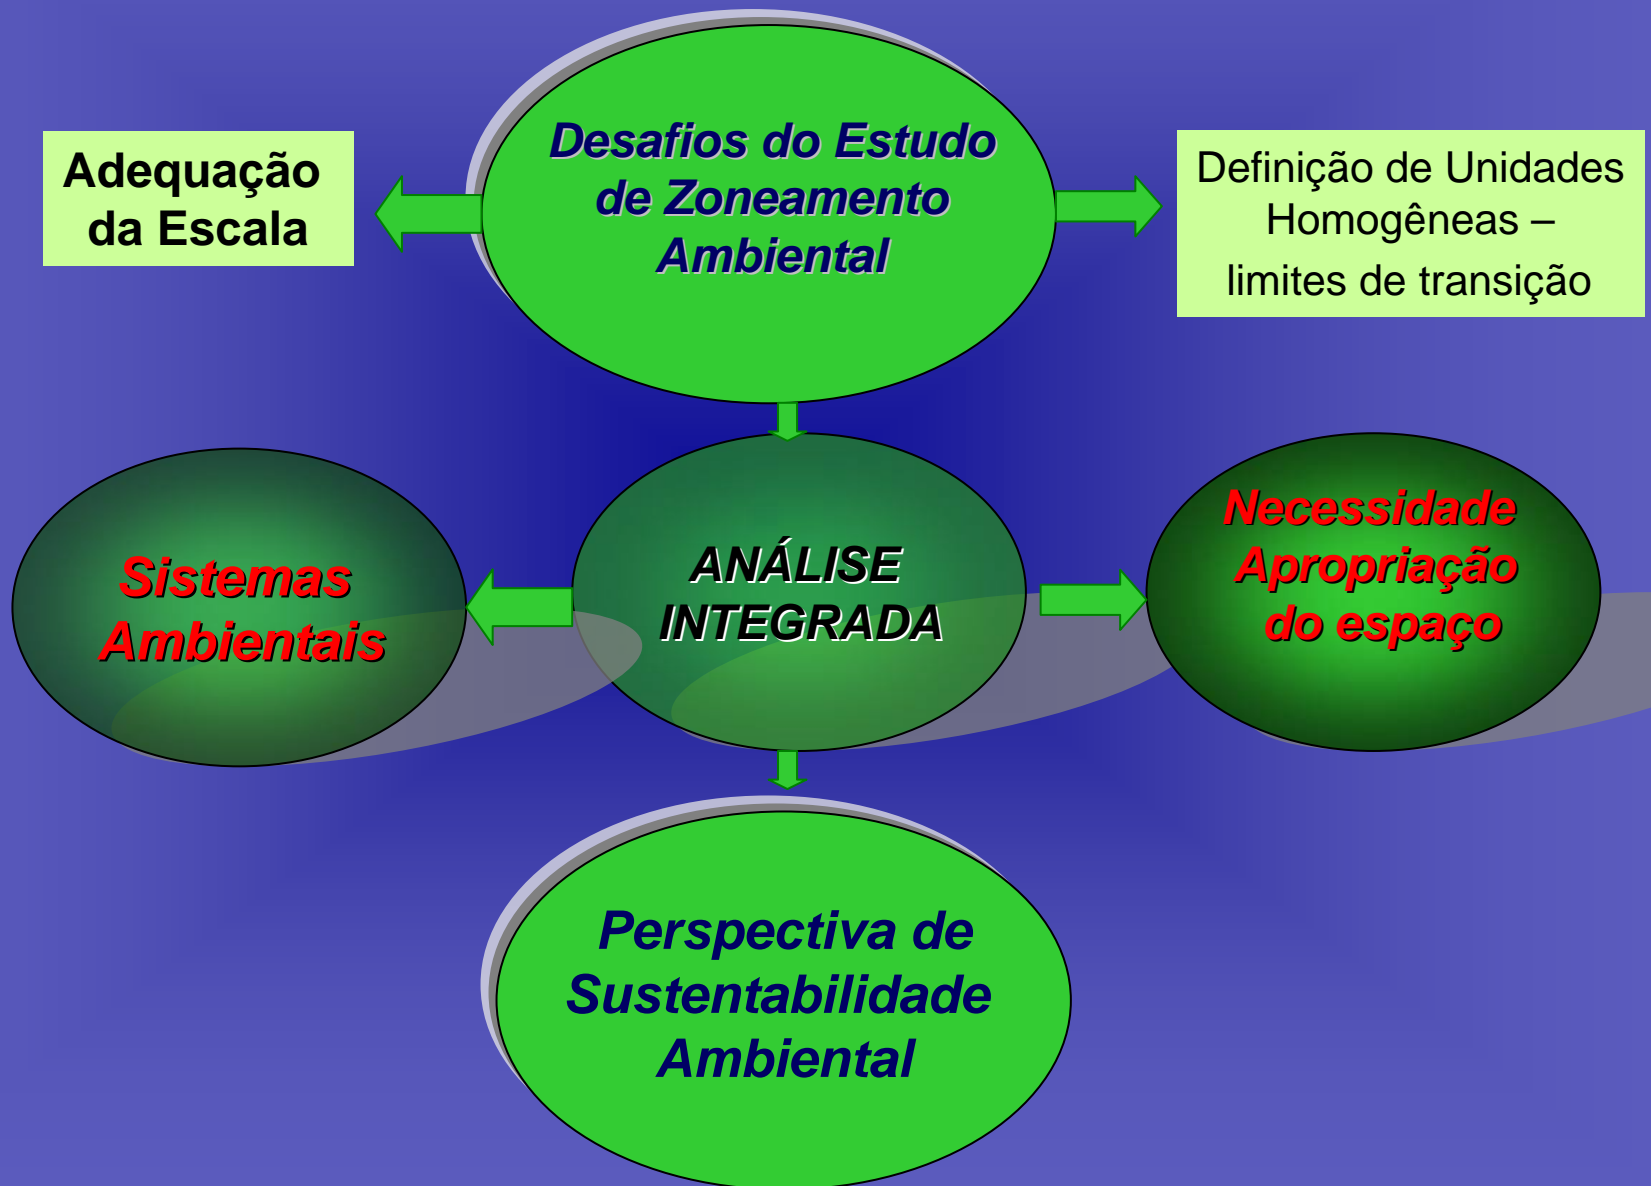 Desafios do Estudo
de Zoneamento
Ambiental
Adequação
da Escala
Definição de Unidades
Homogêneas –
limites de transição
Sistemas
Ambientais
ANÁLISE
INTEGRADA
Necessidade
Apropriação
do espaço
Perspectiva de
Sustentabilidade
Ambiental